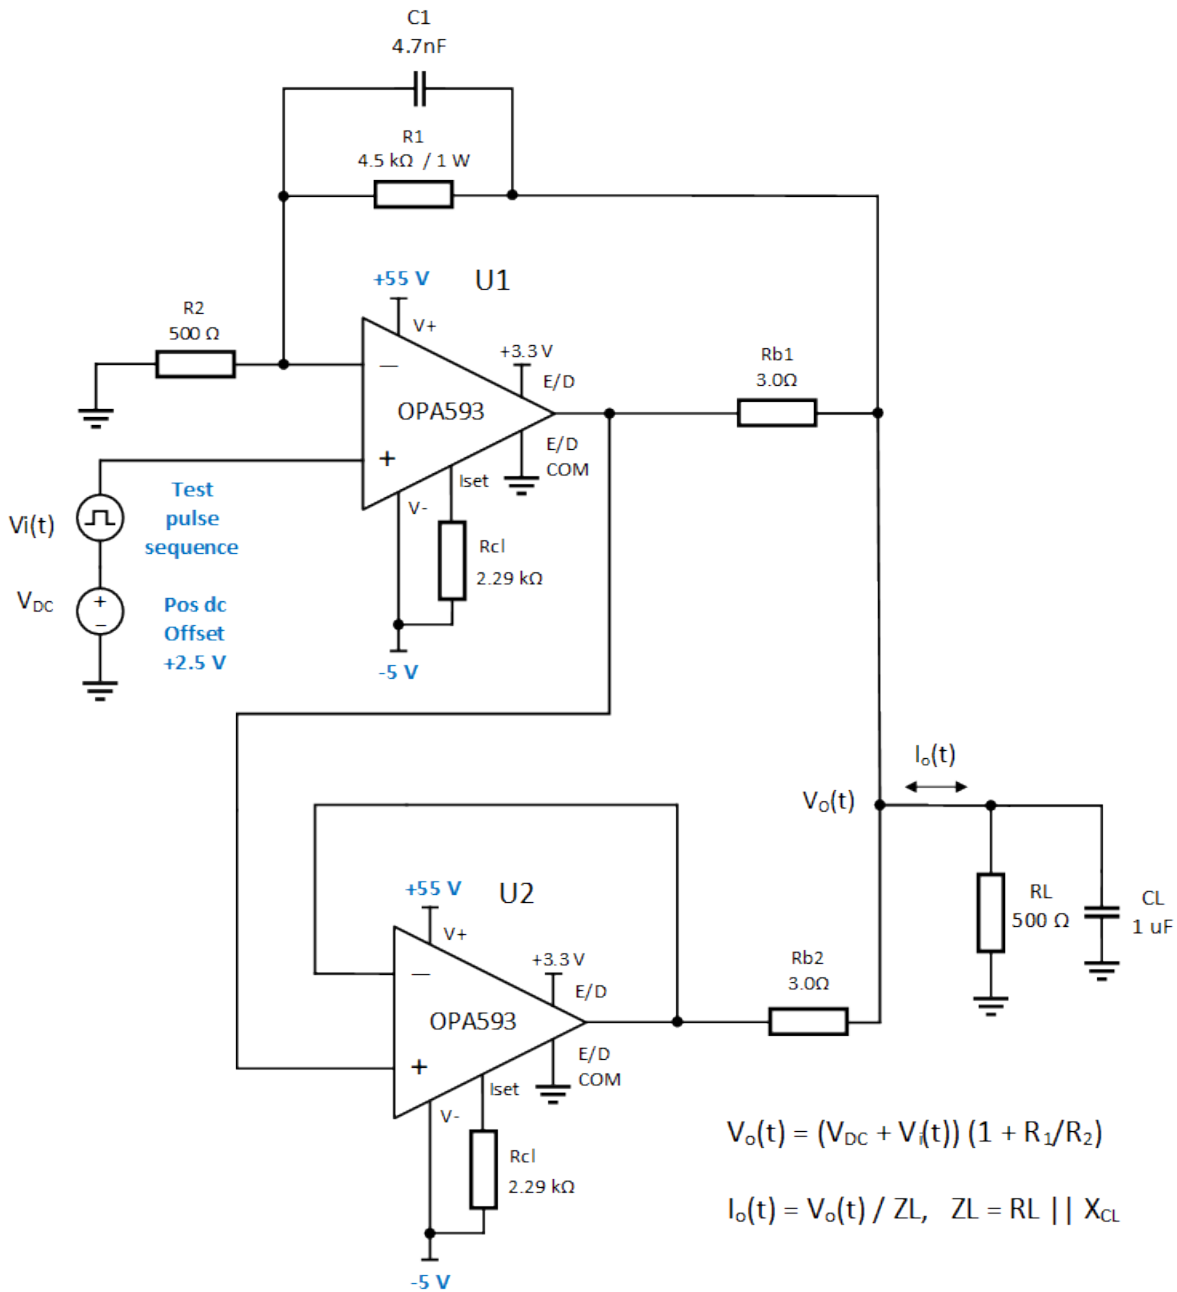 C1
4.7nF
R1
4.5 kΩ / 1 W
+55 V
U1
R2
500 Ω
V+
+3.3 V
E/D
Rb1
3.0Ω
OPA593
E/D
COM
Iset
V-
Vi(t)
Test
pulse
sequence
Rcl
2.29 kΩ
VDC
Pos dc
Offset
+2.5 V
-5 V
Io(t)
VO(t)
+55 V
U2
V+
+3.3 V
E/D
Rb2
3.0Ω
RL
500 Ω
CL
1 uF
OPA593
E/D
COM
Iset
V-
Rcl
2.29 kΩ
-5 V
Vo(t) = (VDC + Vi(t)) (1 + R1/R2)
Io(t) = Vo(t) / ZL, ZL = RL || XCL